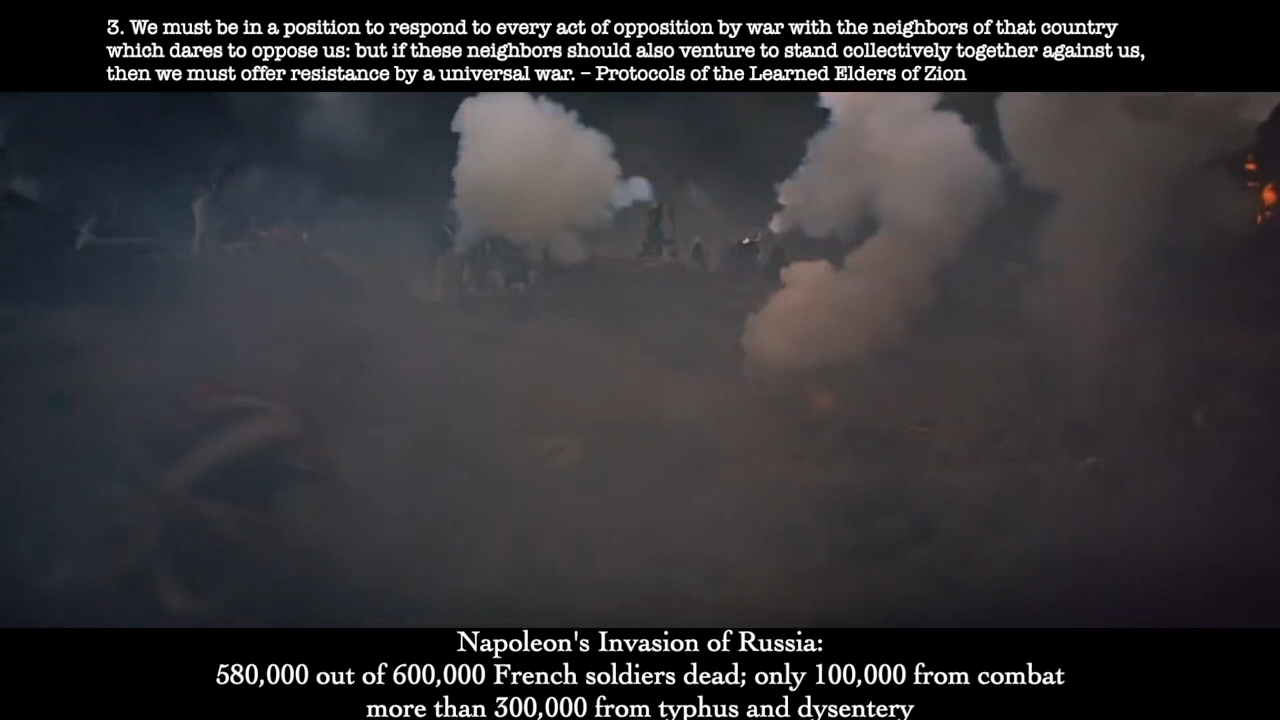 3. We must be in a position to respond to every act of opposition by war with the neighbors of that country
which dares to oppose us: but if these neighbors should also venture to stand collectively together against us,
then we must offer resistance by a universal war. – Protocols of the Learned Elders of Zion
Napoleon's Invasion of Russia:
580,000 out of 600,000 French soldiers dead; only 100,000 from combat
more than 300,000 from typhus and dysentery